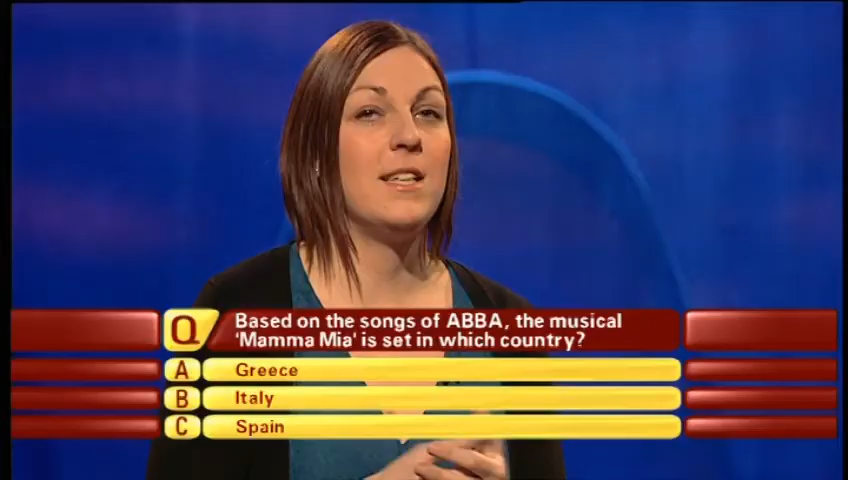 Q
Based on the songs of ABBA, the musical
'Mamma Mia' is set in which country?
A Greece
B Italy
C Spain